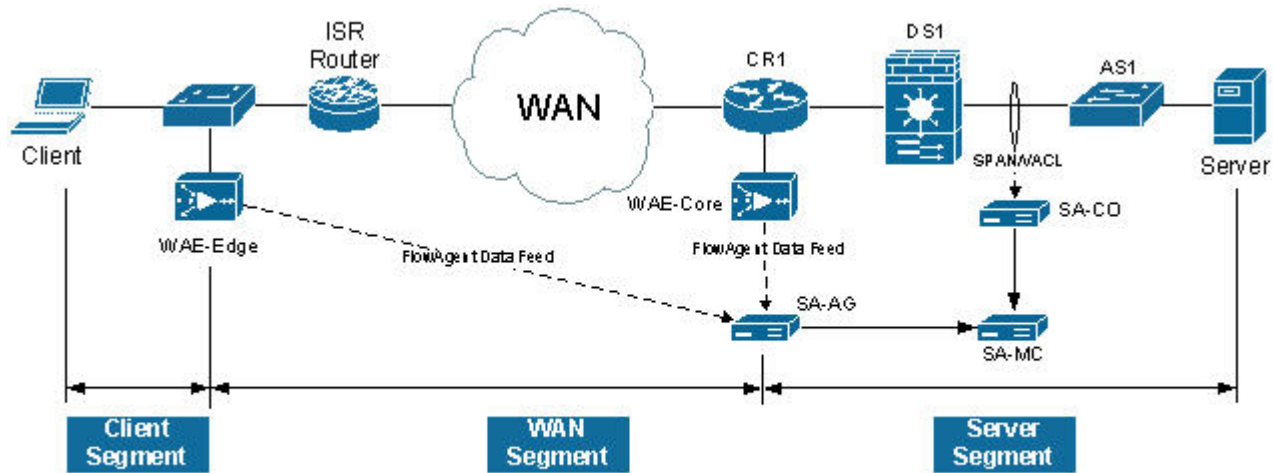 ISR
Router
WAN
CR1
DS1
AS1
Client
Server
SPAN/VACL
SA-CO
WAE-Edge
WAE-Core
FlowAgent Data Feed
FlowAgent Data Feed
SA-AG
SA-MC
Client
Segment
WAN
Segment
Server
Segment